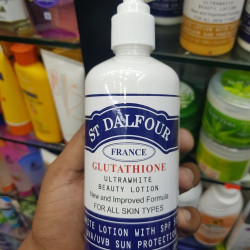 ST DALFOUR
FRANCE
GLUTATHIONE
ULTRAWHITE
BEAUTY LOTION
New and Improved Formula
FOR ALL SKIN TYPES
WHITE LOTION WITH SPF
UVA/UVB SUN PROTECTION